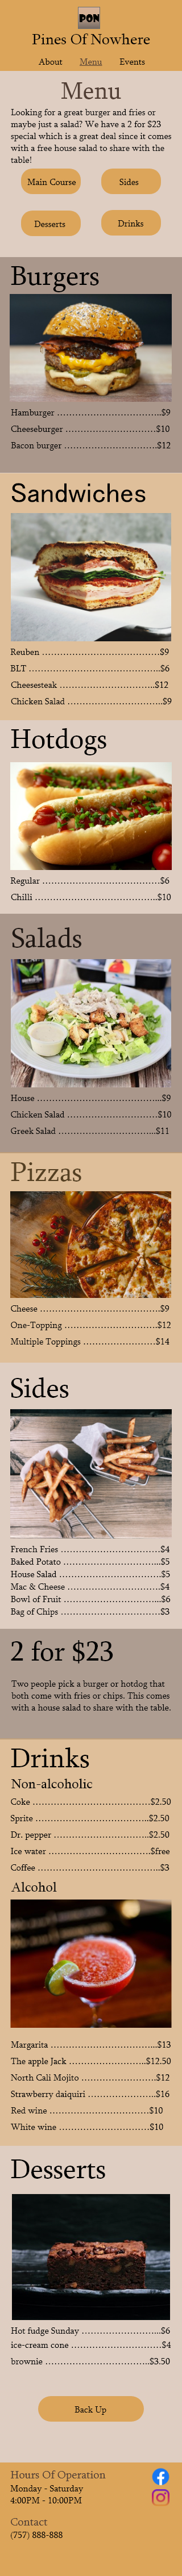 PON
Pines Of Nowhere
About Menu Events
Menu
Looking for a great burger and fries or
maybe just a salad? We have a 2 for $23
special which is a great deal since it comes
with a free house salad to share with the
table!
Main Course Sides
Desserts Drinks
Burgers
Hamburger ……………………………..$9
Cheeseburger …………………………$10
Bacon burger ………………………….$12
Sandwiches
Reuben …………………………………$9
BLT ……………………………………..$6
Cheesesteak …………………………..$12
Chicken Salad …………………………..$9
Hotdogs
Regular …………………………………$6
Chilli …………………………………..$10
Salads
House …………………………………..$9
Chicken Salad …………………………$10
Greek Salad …………………………...$11
Pizzas
Cheese ………………………………….$9
One-Topping ………………………….$12
Multiple Toppings ……………………$14
Sides
French Fries ……………………………$4
Baked Potato …………………………..$5
House Salad …………………………….$5
Mac & Cheese ………………………….$4
Bowl of Fruit …………………………..$6
Bag of Chips ……………………………$3
2 for $23
Two people pick a burger or hotdog that
both come with fries or chips. This comes
with a house salad to share with the table.
Drinks
Non-alcoholic
Coke …………………………………$2.50
Sprite ………………………………..$2.50
Dr. pepper …………………………..$2.50
Ice water …………………………….$free
Coffee …………………………………..$3
Alcohol
Margarita ……………………………..$13
The apple Jack ……………………..$12.50
North Cali Mojito …………………….$12
Strawberry daiquiri …………………..$16
Red wine ……………………………$10
White wine …………………………$10
Desserts
Hot fudge Sunday ……………………..$6
ice-cream cone …………………………$4
brownie ……………………………..$3.50
Back Up
Hours Of Operation
Monday - Saturday
4:00PM - 10:00PM
Contact
(757) 888-888